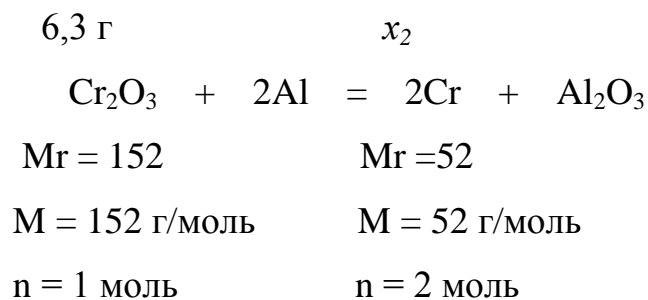 6,3 г x₂
Cr₂O₃ + 2Al = 2Cr + Al₂O₃
Mr = 152 Mr =52
M = 152 г/моль M = 52 г/моль
n = 1 моль n = 2 моль